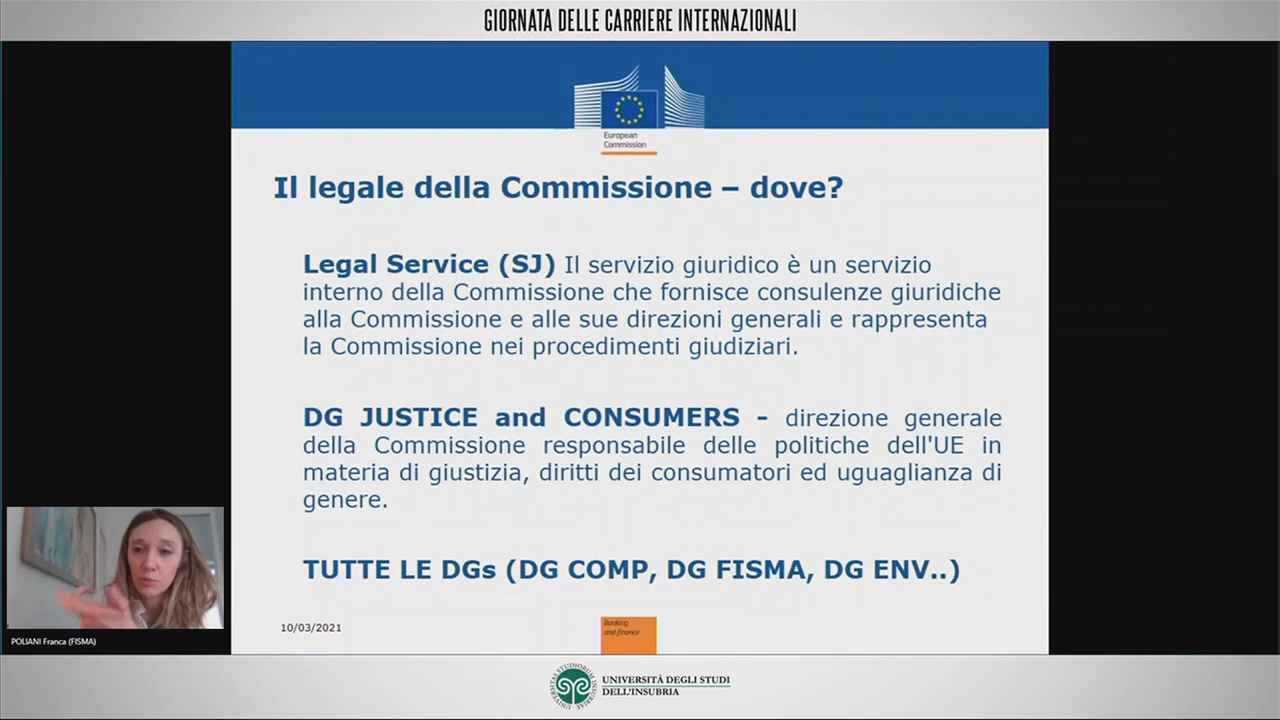 GIORNATA DELLE CARRIERE INTERNAZIONALI
European
Commission
Il legale della Commissione – dove?
Legal Service (SJ) Il servizio giuridico è un servizio
interno della Commissione che fornisce consulenze giuridiche
alla Commissione e alle sue direzioni generali e rappresenta
la Commissione nei procedimenti giudiziari.
DG JUSTICE and CONSUMERS - direzione generale
della Commissione responsabile delle politiche dell'UE in
materia di giustizia, diritti dei consumatori ed uguaglianza di
genere.
TUTTE LE DGs (DG COMP, DG FISMA, DG ENV..)
10/03/2021
Banking
and finance
POLIANI Franca (FISMA)
UNIVERSITÀ DEGLI STUDI
DELL'INSUBRIA